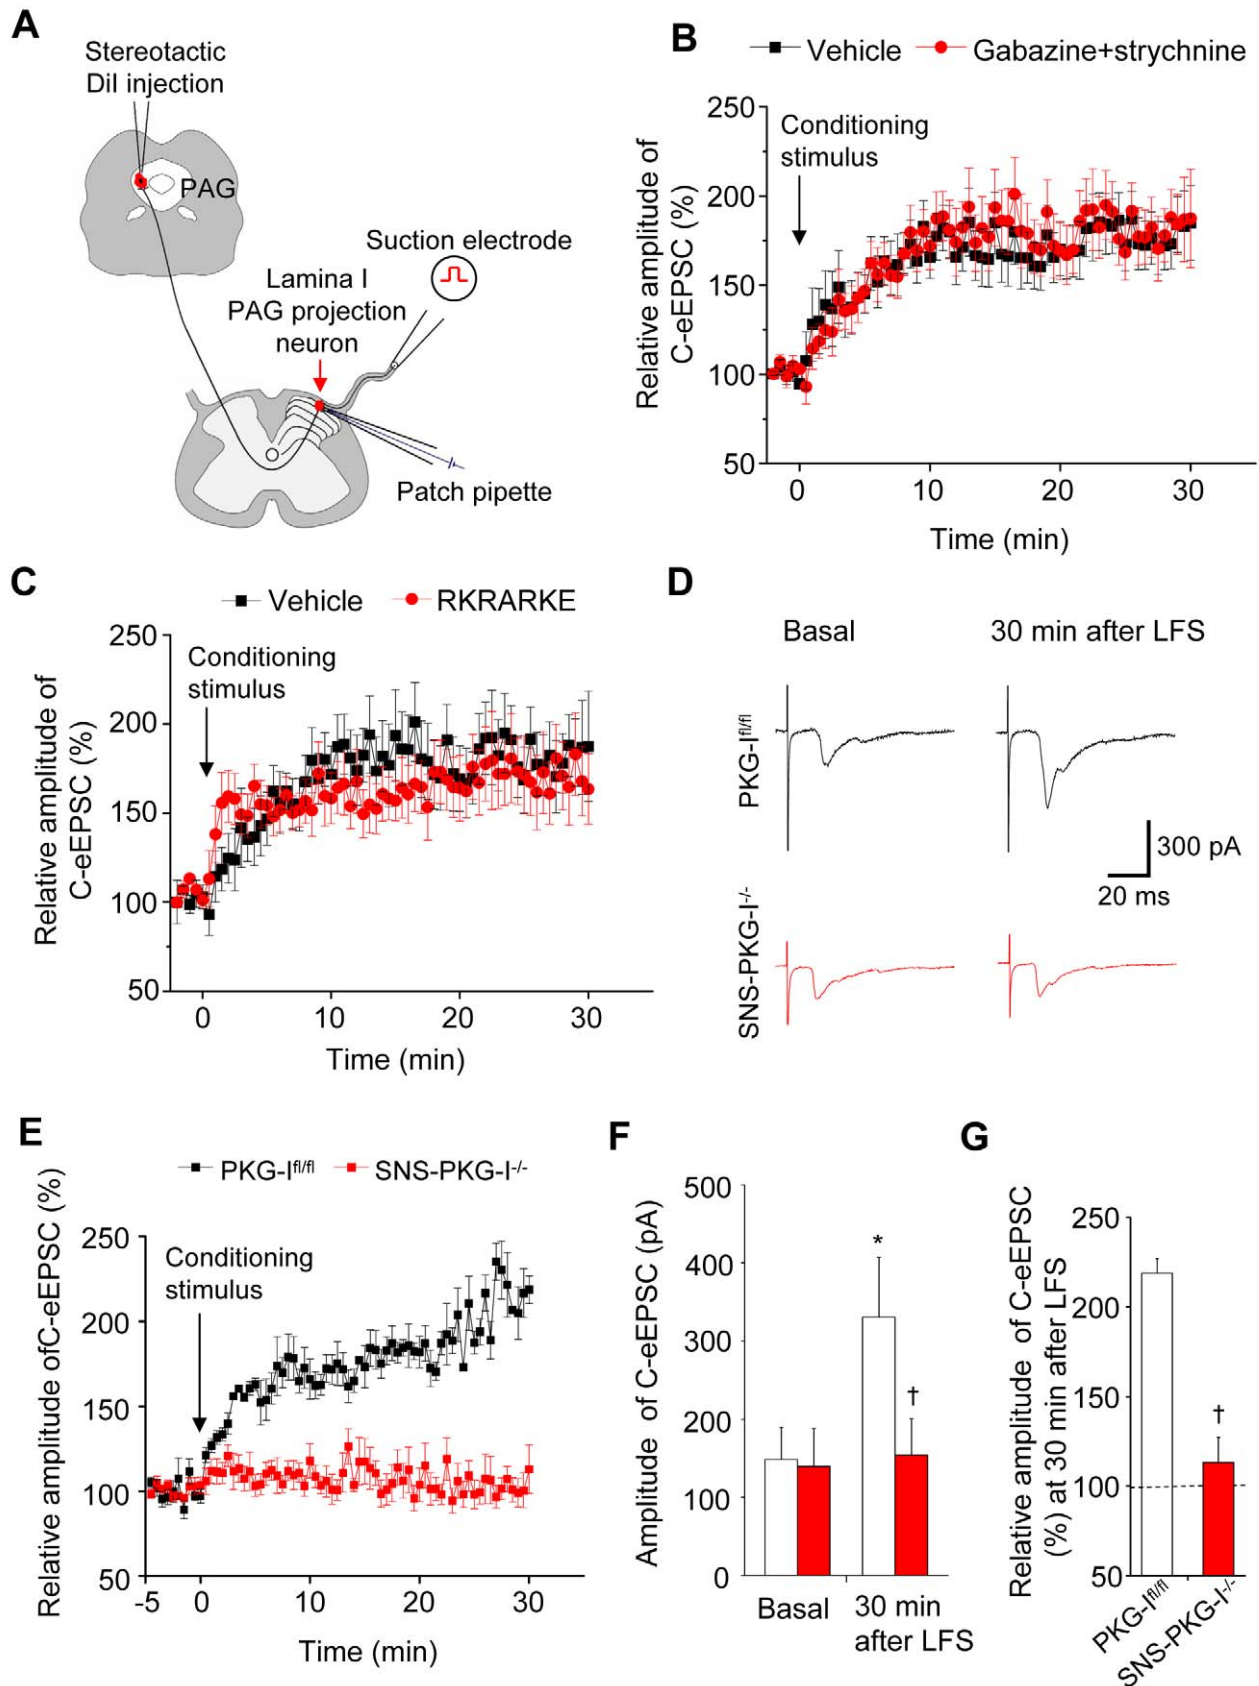 A
Stereotactic
DiI injection
PAG
Suction electrode
Lamina I
PAG projection
neuron
Patch pipette
B
Vehicle
Gabazine+strychnine
Relative amplitude of
C-eEPSC (%)
250
200
150
100
50
Conditioning
stimulus
0
10
20
30
Time (min)
C
Vehicle
RKRARKE
Relative amplitude of
C-eEPSC (%)
250
200
150
100
50
Conditioning
stimulus
0
10
20
30
Time (min)
D
Basal
30 min after LFS
PKG-I^fl/fl
300 pA
20 ms
SNS-PKG-I^-/-
E
PKG-I^fl/fl
SNS-PKG-I^-/-
Relative amplitude ofC-eEPSC (%)
250
200
150
100
50
Conditioning
stimulus
-5
0
10
20
30
Time (min)
F
Amplitude of C-eEPSC (pA)
500
400
300
200
100
0
*
†
Basal
30 min
after LFS
G
Relative amplitude of C-eEPSC
(%) at 30 min after LFS
250
200
150
100
50
†
PKG-I^fl/fl
SNS-PKG-I^-/-